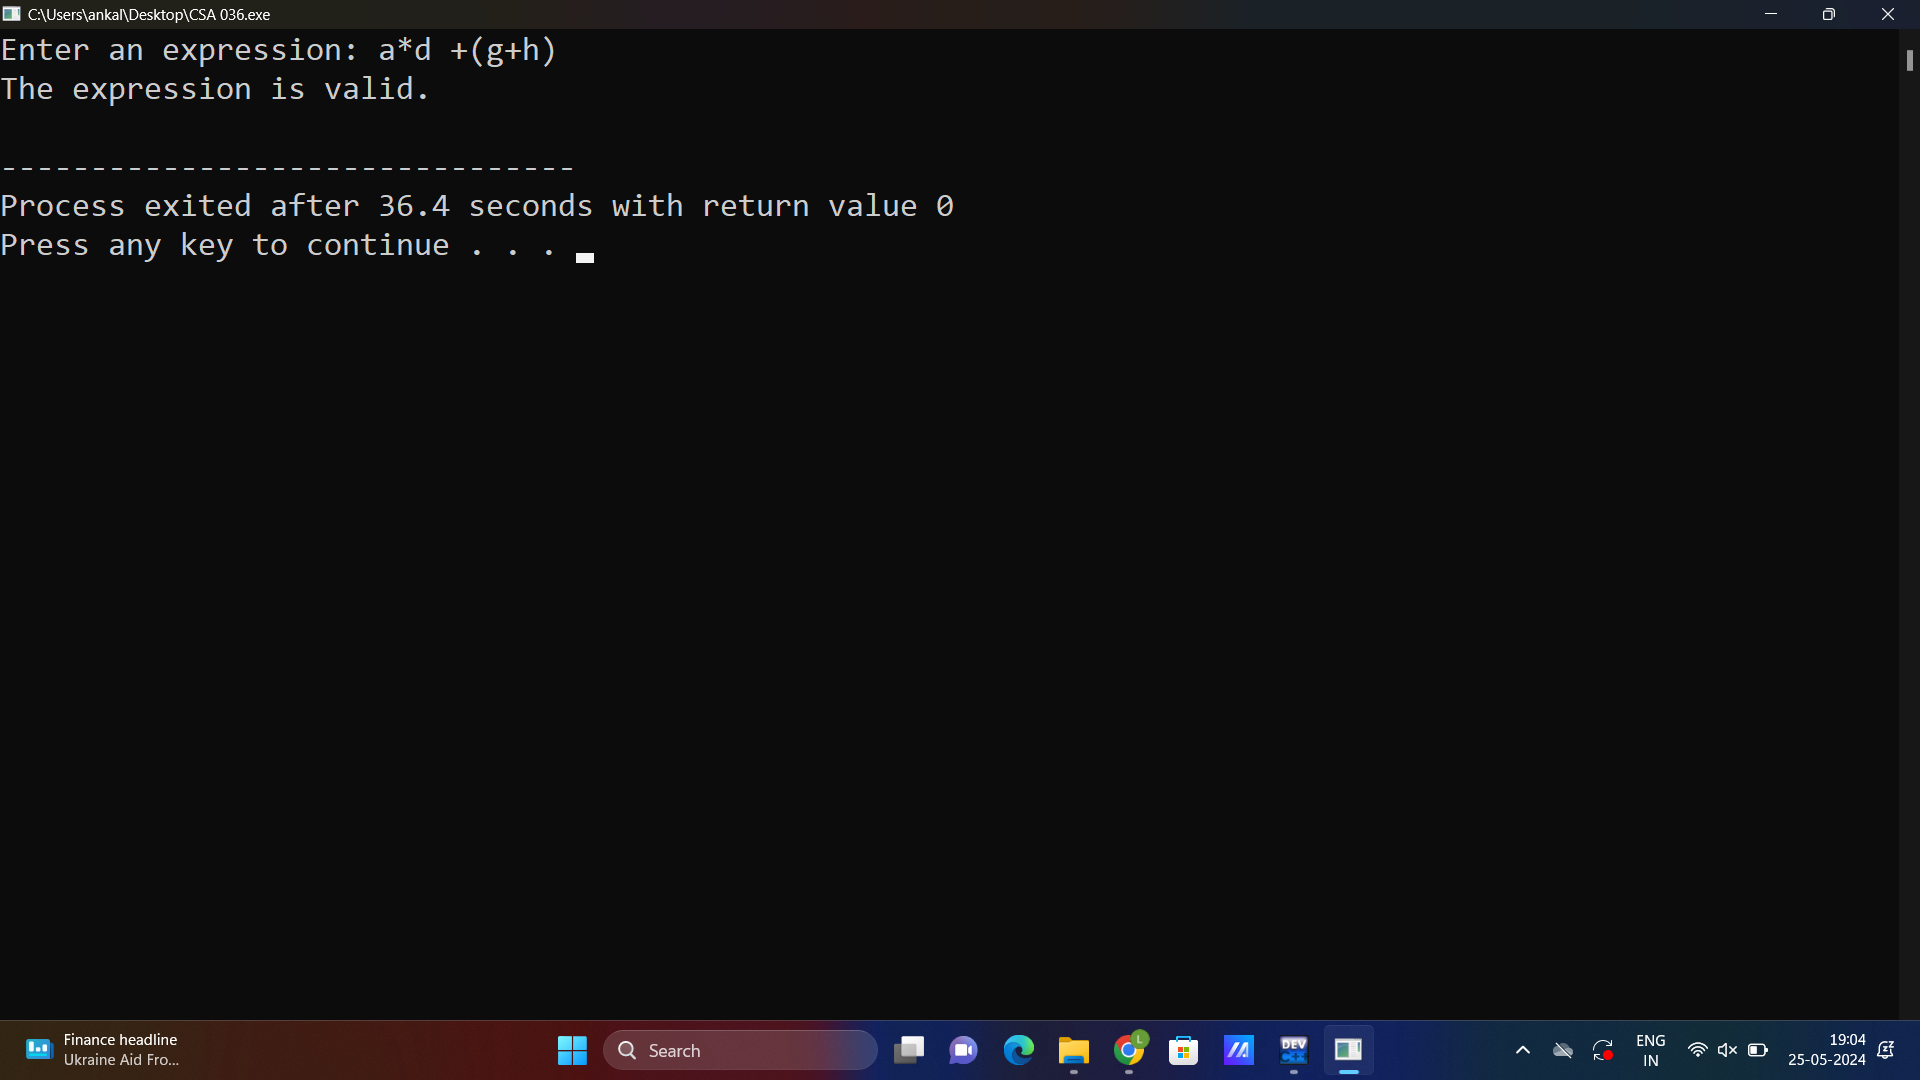 C:\Users\ankal\Desktop\CSA 036.exe
Enter an expression: a*d +(g+h)
The expression is valid.
--------------------------------
Process exited after 36.4 seconds with return value 0
Press any key to continue . . .
Finance headline
Ukraine Aid Fro...
Search
L
DEV
C++
ENG
IN
19:04
25-05-2024